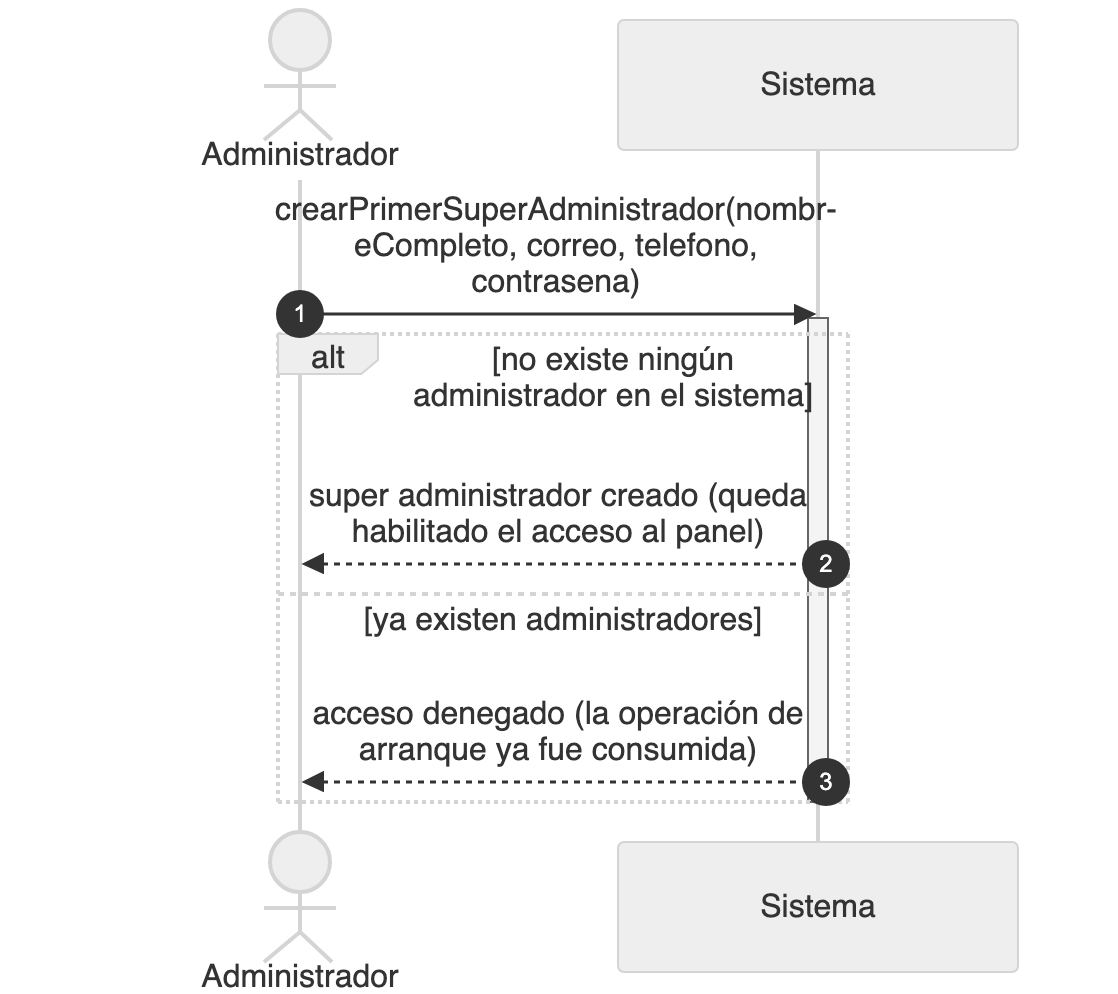 Administrador
Sistema
crearPrimerSuperAdministrador(nombr-
eCompleto, correo, telefono,
contrasena)
1
alt
[no existe ningún
administrador en el sistema]
super administrador creado (queda
habilitado el acceso al panel)
2
[ya existen administradores]
acceso denegado (la operación de
arranque ya fue consumida)
3
Administrador
Sistema